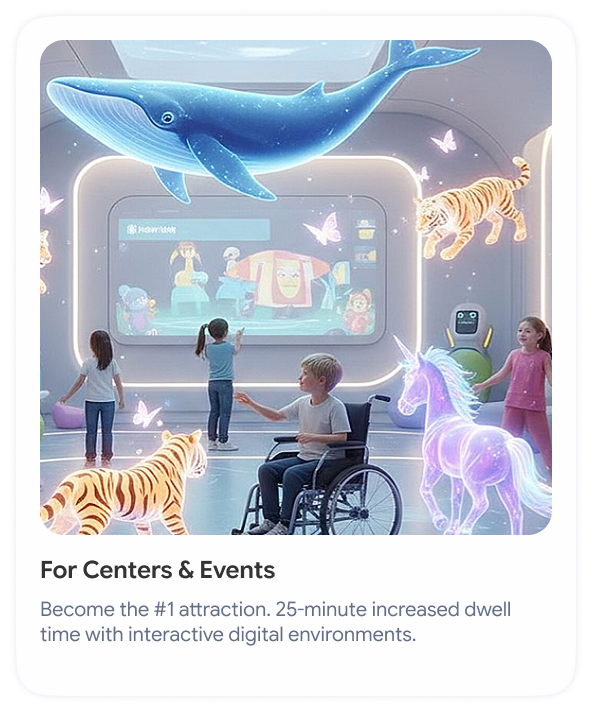 For Centers & Events
Become the #1 attraction. 25-minute increased dwell
time with interactive digital environments.